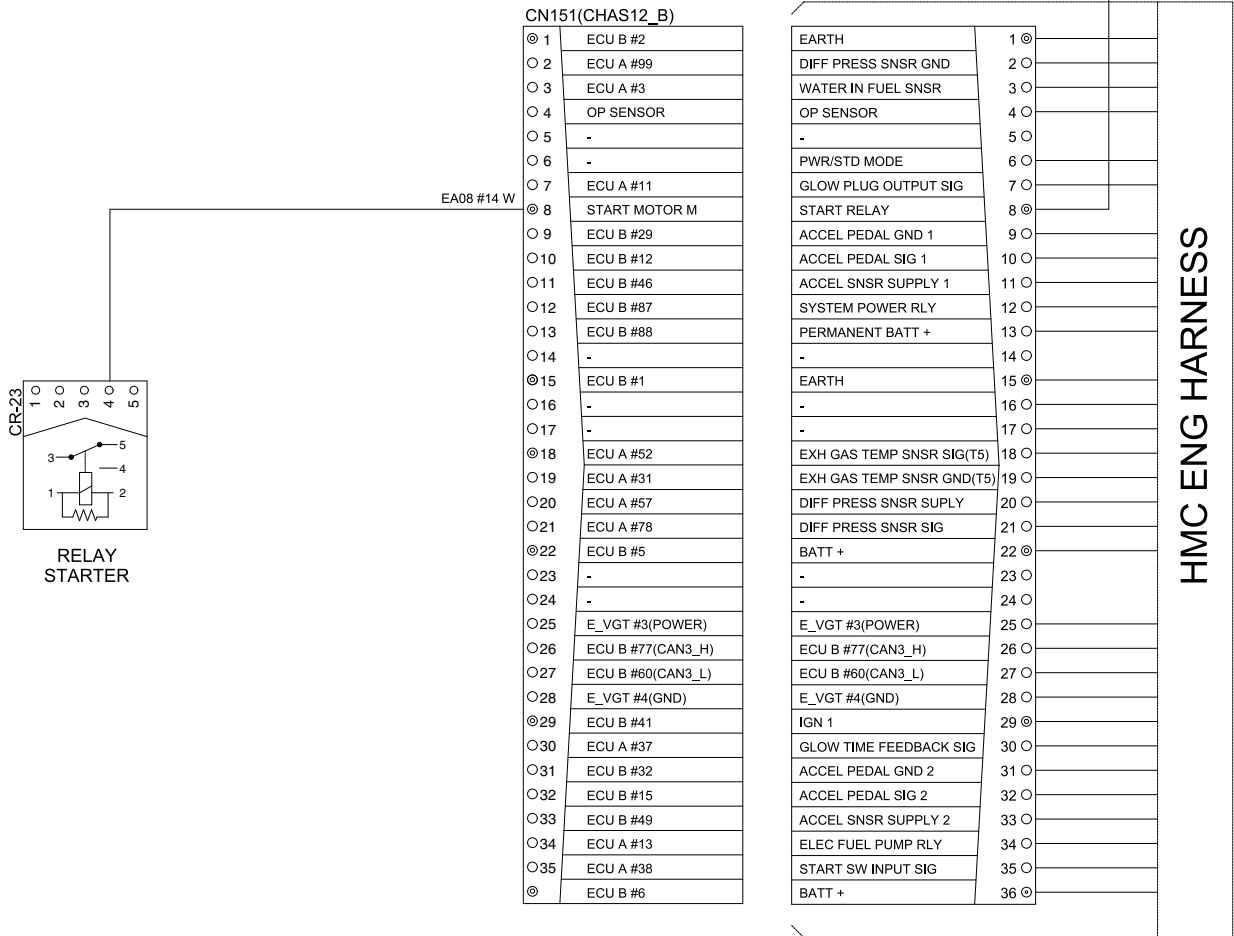 CN151(CHAS12_B)
1 ECU B #2 EARTH 1
2 ECU A #99 DIFF PRESS SNSR GND 2
3 ECU A #3 WATER IN FUEL SNSR 3
4 OP SENSOR OP SENSOR 4
5 - - 5
6 - PWR/STD MODE 6
7 ECU A #11 GLOW PLUG OUTPUT SIG 7
EA08 #14 W
8 START MOTOR M START RELAY 8
9 ECU B #29 ACCEL PEDAL GND 1 9
10 ECU B #12 ACCEL PEDAL SIG 1 10
11 ECU B #46 ACCEL SNSR SUPPLY 1 11
12 ECU B #87 SYSTEM POWER RLY 12
13 ECU B #88 PERMANENT BATT + 13
14 - - 14
15 ECU B #1 EARTH 15
16 - - 16
17 - - 17
18 ECU A #52 EXH GAS TEMP SNSR SIG(T5) 18
19 ECU A #31 EXH GAS TEMP SNSR GND(T5) 19
20 ECU A #57 DIFF PRESS SNSR SUPLY 20
21 ECU A #78 DIFF PRESS SNSR SIG 21
22 ECU B #5 BATT + 22
23 - - 23
24 - - 24
25 E_VGT #3(POWER) E_VGT #3(POWER) 25
26 ECU B #77(CAN3_H) ECU B #77(CAN3_H) 26
27 ECU B #60(CAN3_L) ECU B #60(CAN3_L) 27
28 E_VGT #4(GND) E_VGT #4(GND) 28
29 ECU B #41 IGN 1 29
30 ECU A #37 GLOW TIME FEEDBACK SIG 30
31 ECU B #32 ACCEL PEDAL GND 2 31
32 ECU B #15 ACCEL PEDAL SIG 2 32
33 ECU B #49 ACCEL SNSR SUPPLY 2 33
34 ECU A #13 ELEC FUEL PUMP RLY 34
35 ECU A #38 START SW INPUT SIG 35
ECU B #6 BATT + 36
HMC ENG HARNESS
CR-23
1 2 3 4 5
5
3
4
1 2
RELAY
STARTER